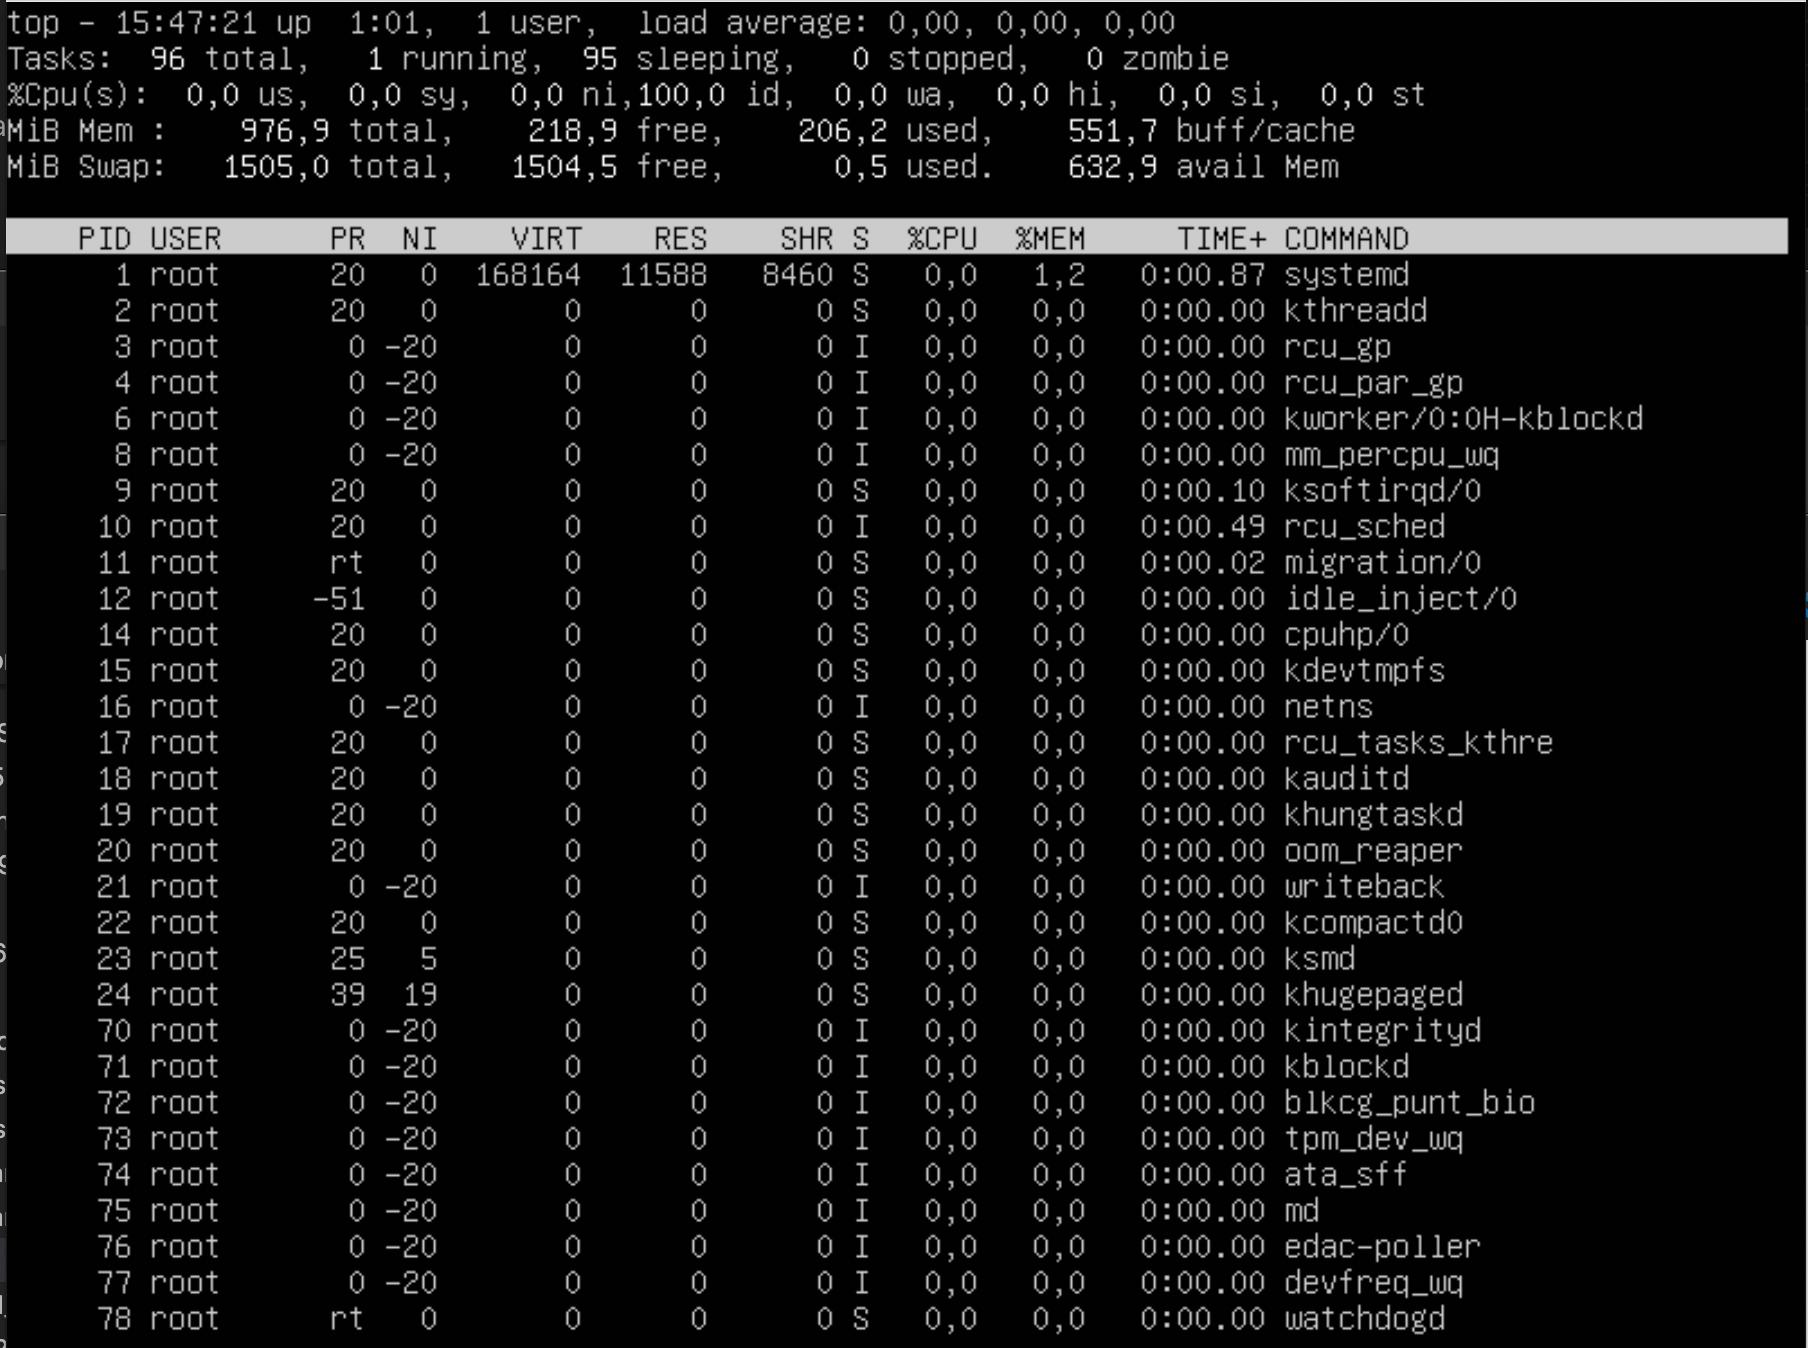 top - 15:47:21 up  1:01,  1 user,  load average: 0,00, 0,00, 0,00
Tasks:  96 total,   1 running,  95 sleeping,   0 stopped,   0 zombie
%Cpu(s):  0,0 us,  0,0 sy,  0,0 ni,100,0 id,  0,0 wa,  0,0 hi,  0,0 si,  0,0 st
MiB Mem :    976,9 total,    218,9 free,    206,2 used,    551,7 buff/cache
MiB Swap:   1505,0 total,   1504,5 free,      0,5 used.    632,9 avail Mem
PID USER      PR  NI    VIRT    RES    SHR S  %CPU  %MEM     TIME+ COMMAND
1 root      20   0  168164  11588   8460 S   0,0   1,2   0:00.87 systemd
2 root      20   0       0      0      0 S   0,0   0,0   0:00.00 kthreadd
3 root       0 -20       0      0      0 I   0,0   0,0   0:00.00 rcu_gp
4 root       0 -20       0      0      0 I   0,0   0,0   0:00.00 rcu_par_gp
6 root       0 -20       0      0      0 I   0,0   0,0   0:00.00 kworker/0:0H-kblockd
8 root       0 -20       0      0      0 I   0,0   0,0   0:00.00 mm_percpu_wq
9 root      20   0       0      0      0 S   0,0   0,0   0:00.10 ksoftirqd/0
10 root      20   0       0      0      0 I   0,0   0,0   0:00.49 rcu_sched
11 root      rt   0       0      0      0 S   0,0   0,0   0:00.02 migration/0
12 root     -51   0       0      0      0 S   0,0   0,0   0:00.00 idle_inject/0
14 root      20   0       0      0      0 S   0,0   0,0   0:00.00 cpuhp/0
15 root      20   0       0      0      0 S   0,0   0,0   0:00.00 kdevtmpfs
16 root       0 -20       0      0      0 I   0,0   0,0   0:00.00 netns
17 root      20   0       0      0      0 S   0,0   0,0   0:00.00 rcu_tasks_kthre
18 root      20   0       0      0      0 S   0,0   0,0   0:00.00 kauditd
19 root      20   0       0      0      0 S   0,0   0,0   0:00.00 khungtaskd
20 root      20   0       0      0      0 S   0,0   0,0   0:00.00 oom_reaper
21 root       0 -20       0      0      0 I   0,0   0,0   0:00.00 writeback
22 root      20   0       0      0      0 S   0,0   0,0   0:00.00 kcompactd0
23 root      25   5       0      0      0 S   0,0   0,0   0:00.00 ksmd
24 root      39  19       0      0      0 S   0,0   0,0   0:00.00 khugepaged
70 root       0 -20       0      0      0 I   0,0   0,0   0:00.00 kintegrityd
71 root       0 -20       0      0      0 I   0,0   0,0   0:00.00 kblockd
72 root       0 -20       0      0      0 I   0,0   0,0   0:00.00 blkcg_punt_bio
73 root       0 -20       0      0      0 I   0,0   0,0   0:00.00 tpm_dev_wq
74 root       0 -20       0      0      0 I   0,0   0,0   0:00.00 ata_sff
75 root       0 -20       0      0      0 I   0,0   0,0   0:00.00 md
76 root       0 -20       0      0      0 I   0,0   0,0   0:00.00 edac-poller
77 root       0 -20       0      0      0 I   0,0   0,0   0:00.00 devfreq_wq
78 root      rt   0       0      0      0 S   0,0   0,0   0:00.00 watchdogd